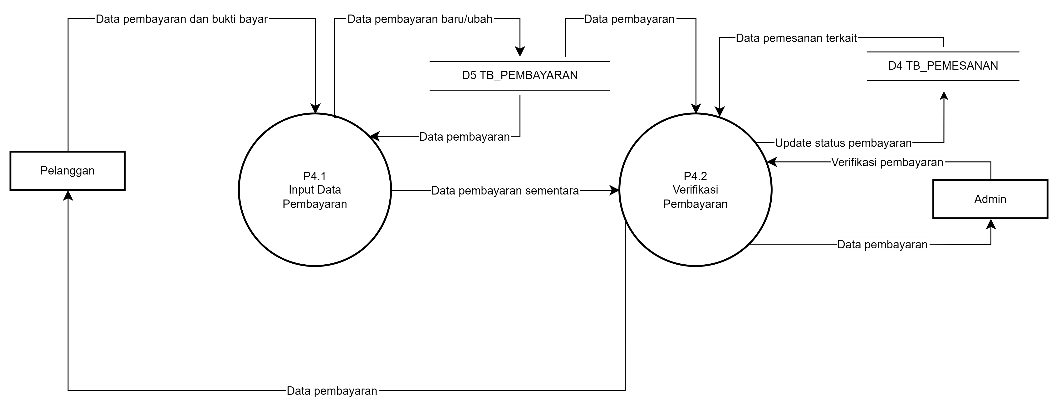 Data pembayaran dan bukti bayar
Data pembayaran baru/ubah
Data pembayaran
Data pemesanan terkait
D5 TB_PEMBAYARAN
D4 TB_PEMESANAN
Data pembayaran
Update status pembayaran
Verifikasi pembayaran
Pelanggan
P4.1
Input Data
Pembayaran
Data pembayaran sementara
P4.2
Verifikasi
Pembayaran
Admin
Data pembayaran
Data pembayaran